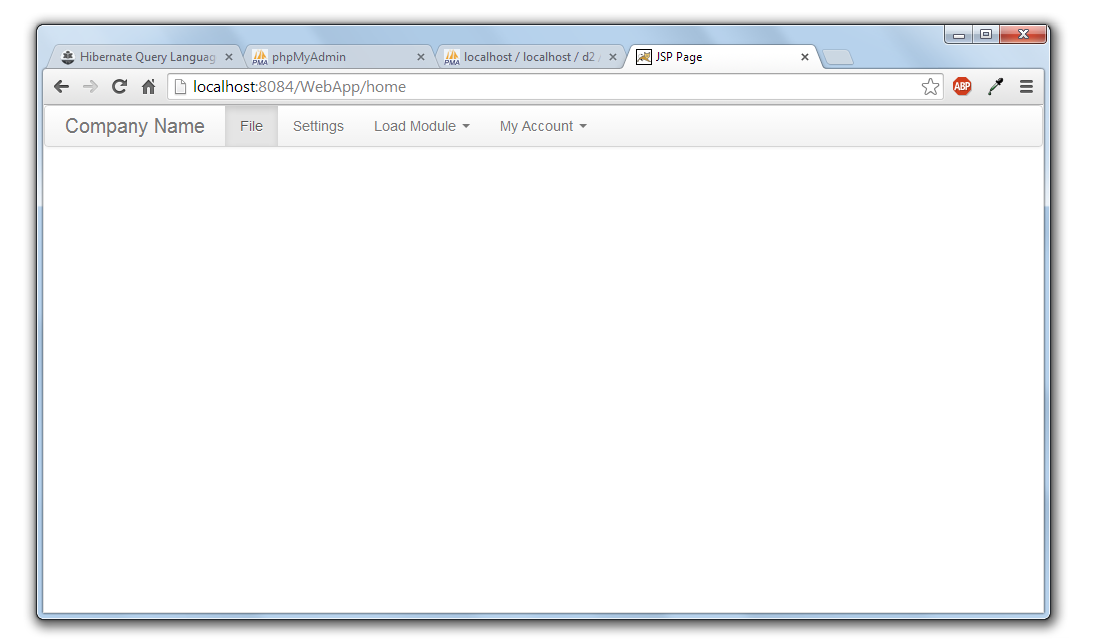 Hibernate Query Languag phpMyAdmin localhost / localhost / d2 / JSP Page
localhost:8084/WebApp/home ABP
Company Name File Settings Load Module My Account